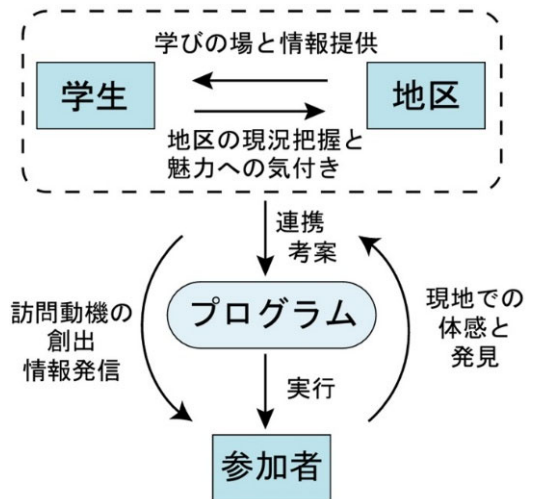 学びの場と情報提供
学生
地区
地区の現況把握と
魅力への気付き
連携
考案
プログラム
訪問動機の
創出
情報発信
現地での
体感と
発見
実行
参加者